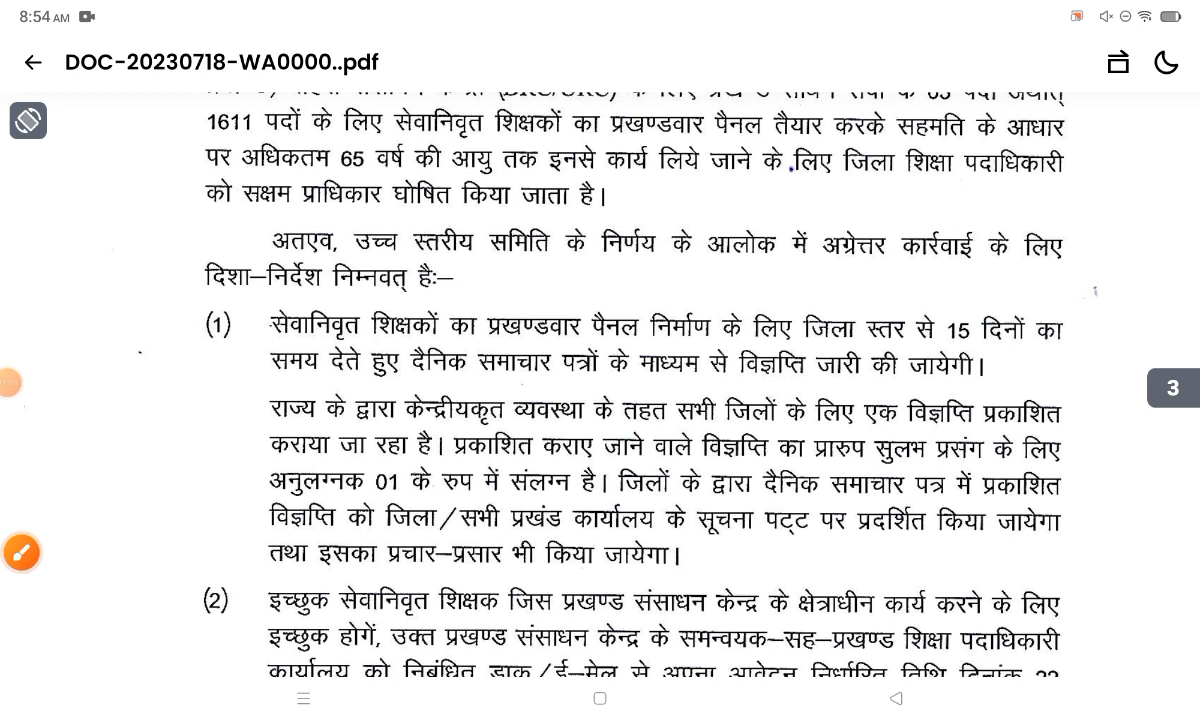 8:54 AM
DOC-20230718-WA0000..pdf
1611 पदों के लिए सेवानिवृत शिक्षकों का प्रखण्डवार पैनल तैयार करके सहमति के आधार
पर अधिकतम 65 वर्ष की आयु तक इनसे कार्य लिये जाने के लिए जिला शिक्षा पदाधिकारी
को सक्षम प्राधिकार घोषित किया जाता है।
अतएव, उच्च स्तरीय समिति के निर्णय के आलोक में अग्रेत्तर कार्रवाई के लिए
दिशा–निर्देश निम्नवत् हैः–
(1) सेवानिवृत शिक्षकों का प्रखण्डवार पैनल निर्माण के लिए जिला स्तर से 15 दिनों का
समय देते हुए दैनिक समाचार पत्रों के माध्यम से विज्ञप्ति जारी की जायेगी।
राज्य के द्वारा केन्द्रीयकृत व्यवस्था के तहत सभी जिलों के लिए एक विज्ञप्ति प्रकाशित
कराया जा रहा है। प्रकाशित कराए जाने वाले विज्ञप्ति का प्रारुप सुलभ प्रसंग के लिए
अनुलग्नक 01 के रुप में संलग्न है। जिलों के द्वारा दैनिक समाचार पत्र में प्रकाशित
विज्ञप्ति को जिला/सभी प्रखंड कार्यालय के सूचना पट्ट पर प्रदर्शित किया जायेगा
तथा इसका प्रचार–प्रसार भी किया जायेगा।
3
(2) इच्छुक सेवानिवृत शिक्षक जिस प्रखण्ड संसाधन केन्द्र के क्षेत्राधीन कार्य करने के लिए
इच्छुक होगें, उक्त प्रखण्ड संसाधन केन्द्र के समन्वयक–सह–प्रखण्ड शिक्षा पदाधिकारी
कार्यालय को निबंधित डाक/ई–मेल से अपना आवेदन निर्धारित तिथि दिनांक